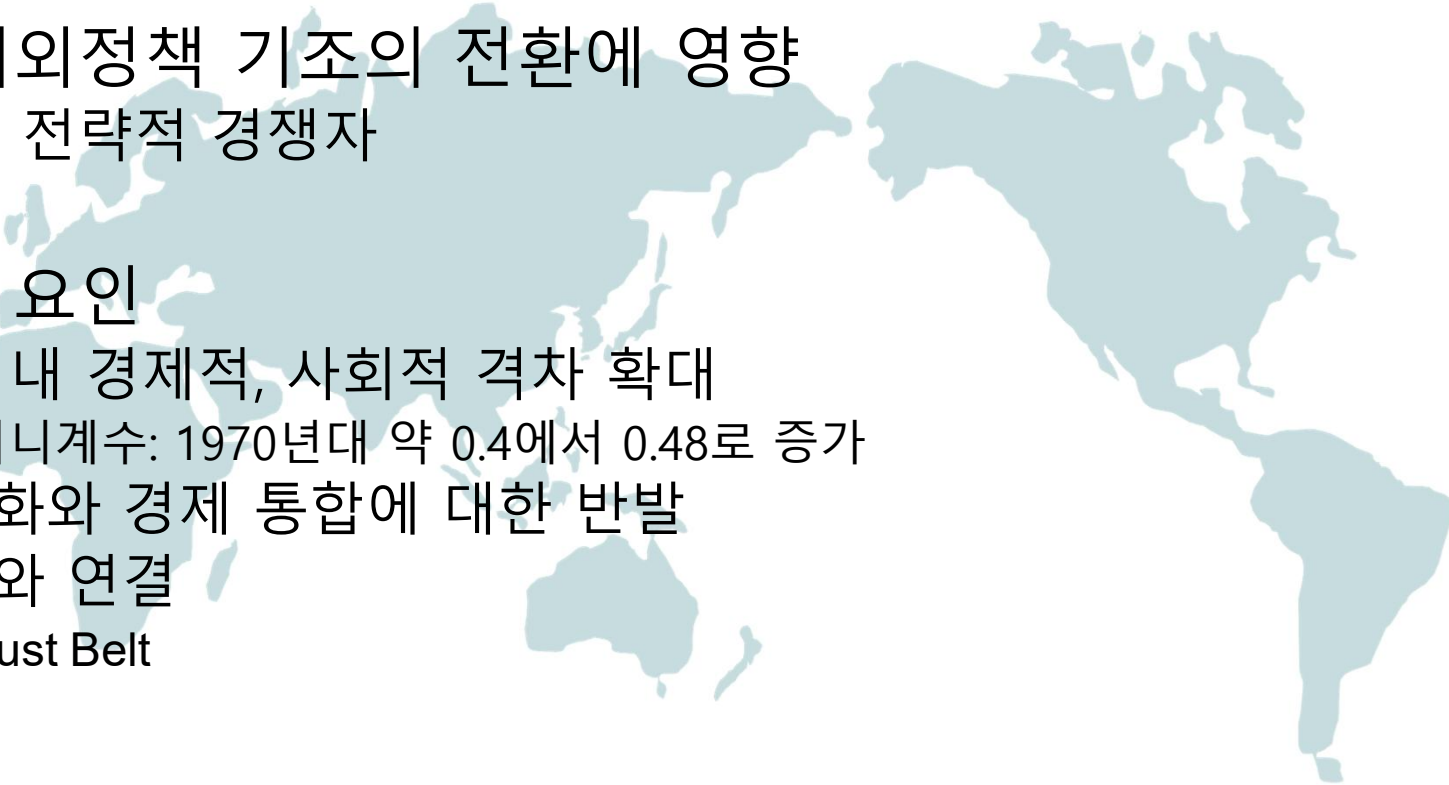 외정책 기조의 전환에 영향
전략적 경쟁자
요인
내 경제적, 사회적 격차 확대
니계수: 1970년대 약 0.4에서 0.48로 증가
화와 경제 통합에 대한 반발
와 연결
ust Belt